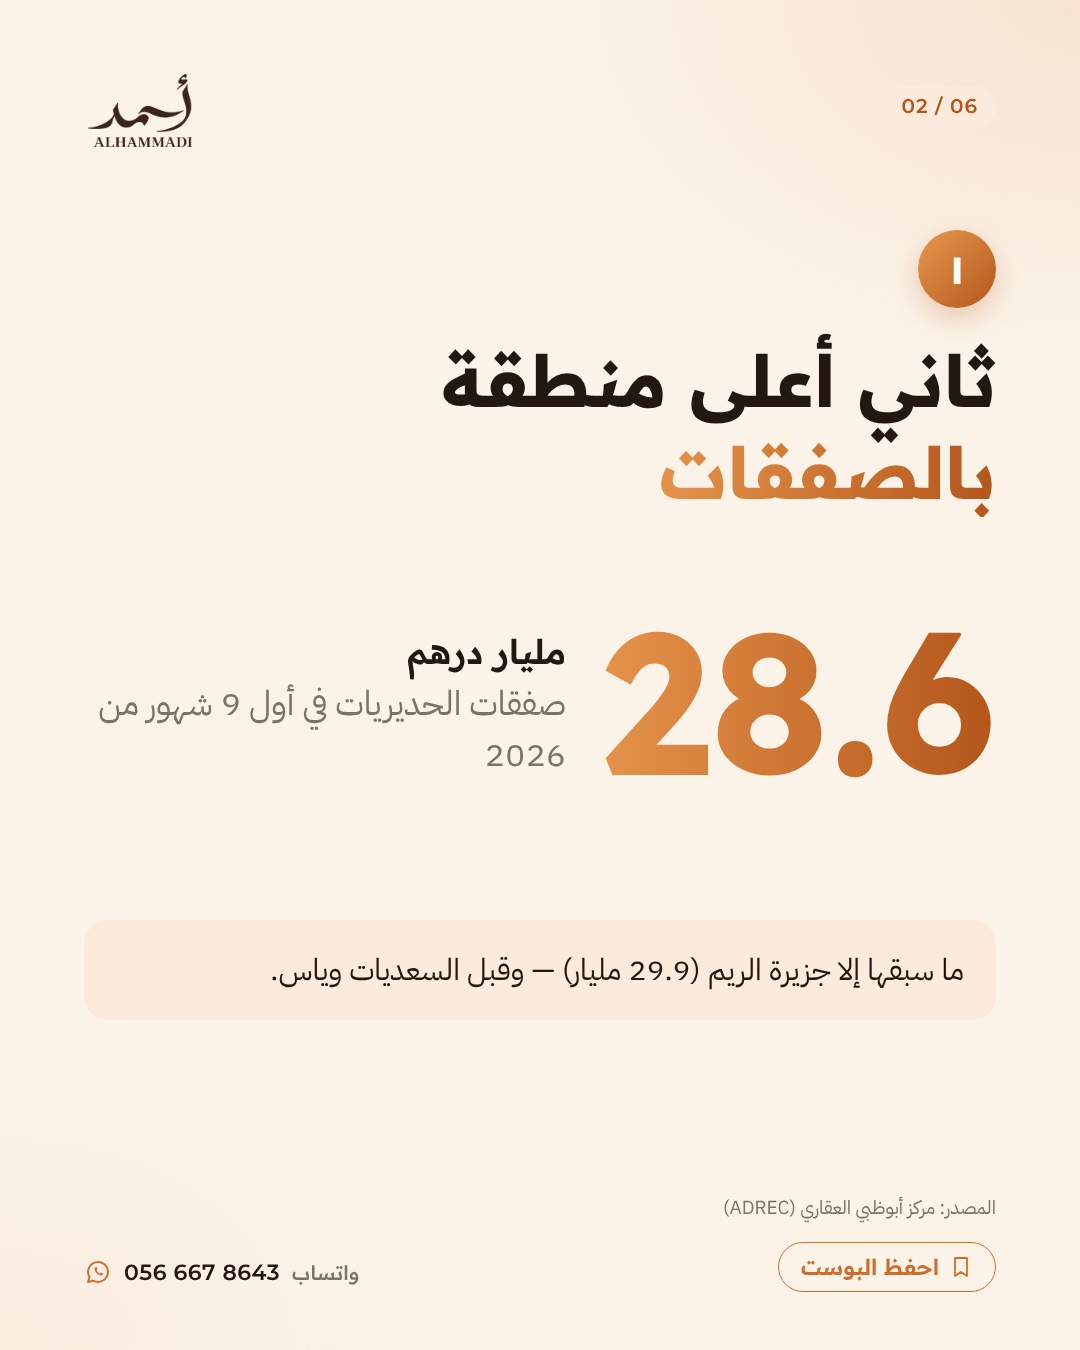 02 / 06
أحمد
ALHAMMADI
١
ثاني أعلى منطقة
بالصفقات
28.6
مليار درهم
صفقات الحديريات في أول 9 شهور من
2026
ما سبقها إلا جزيرة الريم (29.9 مليار) — وقبل السعديات وياس.
المصدر: مركز أبوظبي العقاري (ADREC)
احفظ البوست
واتساب 056 667 8643